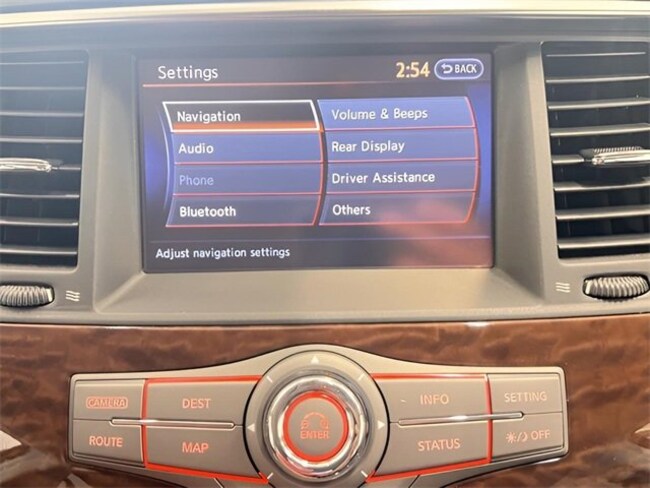 Settings 2:54 BACK
Navigation Volume & Beeps
Audio Rear Display
Phone Driver Assistance
Bluetooth Others
Adjust navigation settings
CAMERA DEST INFO SETTING
ENTER
ROUTE MAP STATUS OFF